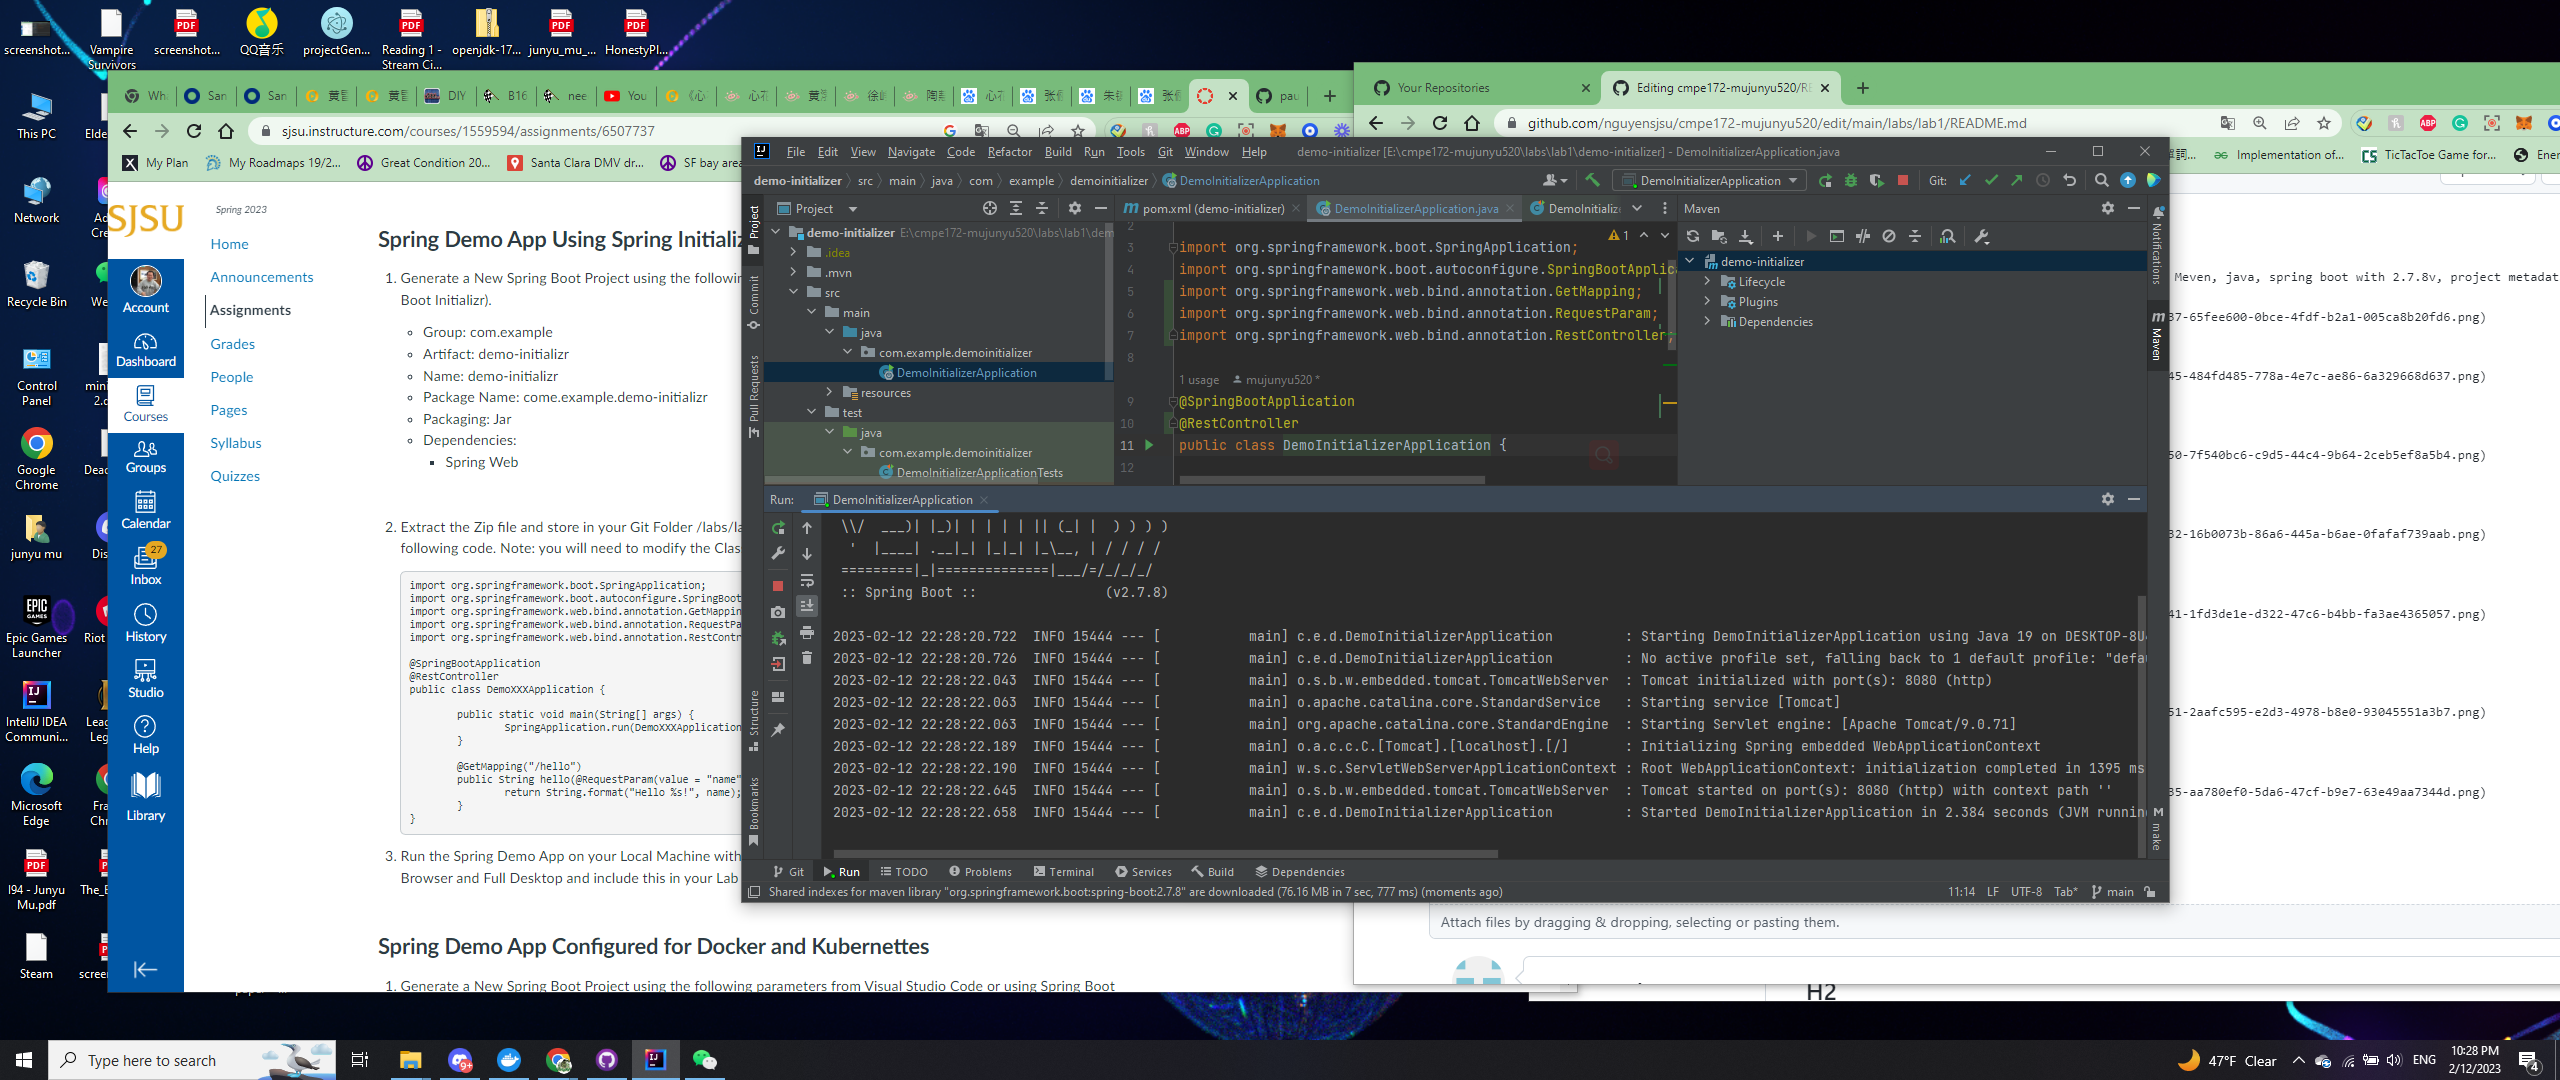 screenshot...
Vampire Survivors
screenshot...
QQ音乐
projectGen...
Reading 1 - Stream Ci...
openjdk-17...
junyu_mu_...
HonestyPl...
This PC
Network
Recycle Bin
Control Panel
Google Chrome
junyu mu
Epic Games Launcher
IntelliJ IDEA Communi...
Microsoft Edge
I94 - Junyu Mu.pdf
Steam
sjsu.instructure.com/courses/1559594/assignments/6507737
My Plan
My Roadmaps 19/2...
Great Condition 20...
Santa Clara DMV dr...
SF bay area
SJSU
Account
Dashboard
Courses
Groups
Calendar
27
Inbox
History
Studio
Help
Library
Spring 2023
Home
Announcements
Assignments
Grades
People
Pages
Syllabus
Quizzes
Spring Demo App Using Spring Initializ
1. Generate a New Spring Boot Project using the following
Boot Initializr).
Group: com.example
Artifact: demo-initializr
Name: demo-initializr
Package Name: come.example.demo-initializr
Packaging: Jar
Dependencies:
Spring Web
2. Extract the Zip file and store in your Git Folder /labs/la
following code. Note: you will need to modify the Clas
import org.springframework.boot.SpringApplication;
import org.springframework.boot.autoconfigure.SpringBoot
import org.springframework.web.bind.annotation.GetMapping
import org.springframework.web.bind.annotation.RequestPa
import org.springframework.web.bind.annotation.RestContr
@SpringBootApplication
@RestController
public class DemoXXXApplication {
public static void main(String[] args) {
SpringApplication.run(DemoXXXApplication
}
@GetMapping("/hello")
public String hello(@RequestParam(value = "name"
return String.format("Hello %s!", name);
}
}
3. Run the Spring Demo App on your Local Machine with
Browser and Full Desktop and include this in your Lab
Spring Demo App Configured for Docker and Kubernettes
1. Generate a New Spring Boot Project using the following parameters from Visual Studio Code or using Spring Boot
File Edit View Navigate Code Refactor Build Run Tools Git Window Help
demo-initializer [E:\cmpe172-mujunyu520\labs\lab1\demo-initializer] - DemoInitializerApplication.java
demo-initializer src main java com example demoinitializer DemoInitializerApplication
DemoInitializerApplication
Git:
Project
pom.xml (demo-initializer)
DemoInitializerApplication.java
DemoInitialize
Maven
demo-initializer E:\cmpe172-mujunyu520\labs\lab1\dem
.idea
.mvn
src
main
java
com.example.demoinitializer
DemoInitializerApplication
resources
test
java
com.example.demoinitializer
DemoInitializerApplicationTests
2
3 import org.springframework.boot.SpringApplication;
4 import org.springframework.boot.autoconfigure.SpringBootApplica
5 import org.springframework.web.bind.annotation.GetMapping;
6 import org.springframework.web.bind.annotation.RequestParam;
7 import org.springframework.web.bind.annotation.RestController;
8
1 usage mujunyu520 *
9 @SpringBootApplication
10 @RestController
11 public class DemoInitializerApplication {
12
1
demo-initializer
Lifecycle
Plugins
Dependencies
Project
Commit
Pull Requests
Structure
Bookmarks
Notifications
Maven
make
Run: DemoInitializerApplication
\\/ ___)| |_)| | | | | || (_| | ) ) ) )
' |____| .__|_| |_|_| |_\__, | / / / /
=========|_|==============|___/=/_/_/_/
:: Spring Boot :: (v2.7.8)
2023-02-12 22:28:20.722 INFO 15444 --- [ main] c.e.d.DemoInitializerApplication : Starting DemoInitializerApplication using Java 19 on DESKTOP-8U4
2023-02-12 22:28:20.726 INFO 15444 --- [ main] c.e.d.DemoInitializerApplication : No active profile set, falling back to 1 default profile: "defau
2023-02-12 22:28:22.043 INFO 15444 --- [ main] o.s.b.w.embedded.tomcat.TomcatWebServer : Tomcat initialized with port(s): 8080 (http)
2023-02-12 22:28:22.063 INFO 15444 --- [ main] o.apache.catalina.core.StandardService : Starting service [Tomcat]
2023-02-12 22:28:22.063 INFO 15444 --- [ main] org.apache.catalina.core.StandardEngine : Starting Servlet engine: [Apache Tomcat/9.0.71]
2023-02-12 22:28:22.189 INFO 15444 --- [ main] o.a.c.c.C.[Tomcat].[localhost].[/] : Initializing Spring embedded WebApplicationContext
2023-02-12 22:28:22.190 INFO 15444 --- [ main] w.s.c.ServletWebServerApplicationContext : Root WebApplicationContext: initialization completed in 1395 ms
2023-02-12 22:28:22.645 INFO 15444 --- [ main] o.s.b.w.embedded.tomcat.TomcatWebServer : Tomcat started on port(s): 8080 (http) with context path ''
2023-02-12 22:28:22.658 INFO 15444 --- [ main] c.e.d.DemoInitializerApplication : Started DemoInitializerApplication in 2.384 seconds (JVM runnin
Git Run TODO Problems Terminal Services Build Dependencies
Shared indexes for maven library "org.springframework.boot:spring-boot:2.7.8" are downloaded (76.16 MB in 7 sec, 777 ms) (moments ago)
11:14 LF UTF-8 Tab* main
Your Repositories
Editing cmpe172-mujunyu520/RE
github.com/nguyensjsu/cmpe172-mujunyu520/edit/main/labs/lab1/README.md
Implementation of...
TicTacToe Game for...
Ener
Meven, java, spring boot with 2.7.8v, project metadat
37-65fee600-0bce-4fdf-b2a1-005ca8b20fd6.png)
45-484fd485-778a-4e7c-ae86-6a329668d637.png)
50-7f540bc6-c9d5-44c4-9b64-2ceb5ef8a5b4.png)
32-16b0073b-86a6-445a-b6ae-0fafaf739aab.png)
41-1fd3de1e-d322-47c6-b4bb-fa3ae4365057.png)
51-2aafc595-e2d3-4978-b8e0-93045551a3b7.png)
35-aa780ef0-5da6-47cf-b9e7-63e49aa7344d.png)
Attach files by dragging & dropping, selecting or pasting them.
H2
Type here to search
47°F Clear
ENG
10:28 PM
2/12/2023
4